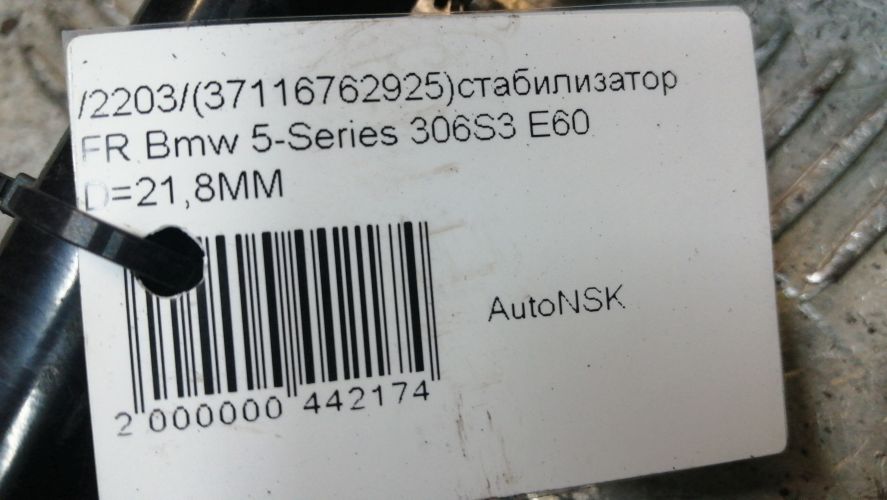 /2203/(37116762925)стабилизатор
FR Bmw 5-Series 306S3 E60
D=21,8MM
AutoNSK
2 000000 442174